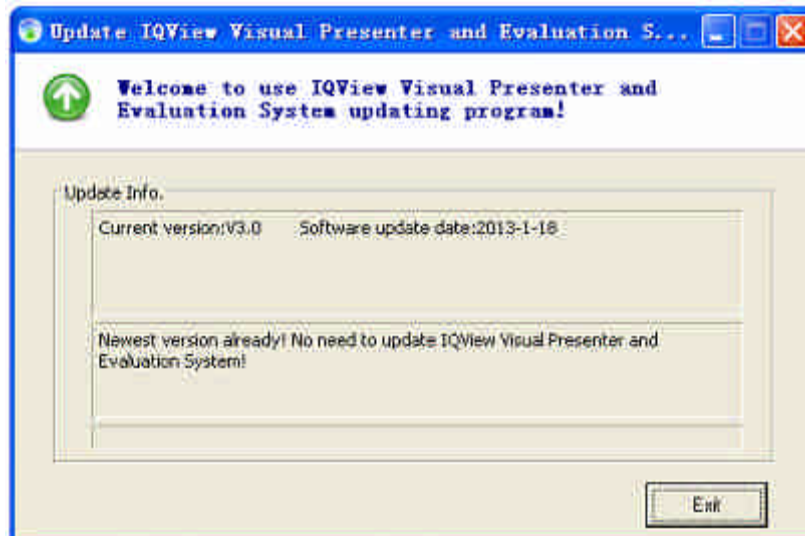 Update IQView Visual Presenter and Evaluation S...
Welcome to use IQView Visual Presenter and
Evaluation System updating program!
Update Info.
Current version:V3.0 Software update date:2013-1-18
Newest version already! No need to update IQView Visual Presenter and
Evaluation System!
Exit